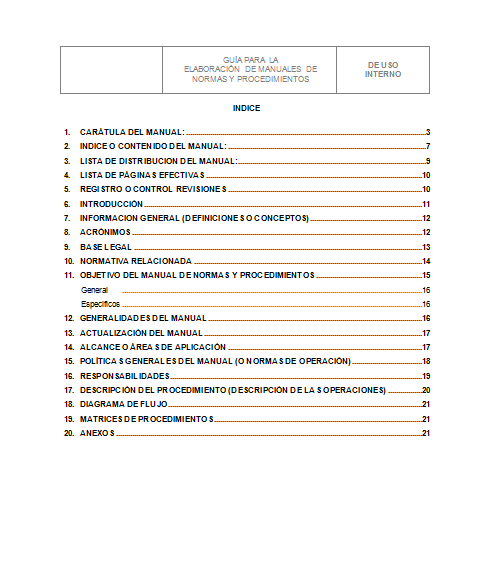 GUÍA PARA LA
ELABORACIÓN DE MANUALES DE
NORMAS Y PROCEDIMIENTOS
DE USO
INTERNO
INDICE
1. CARÁTULA DEL MANUAL: 3
2. INDICE O CONTENIDO DEL MANUAL: 7
3. LISTA DE DISTRIBUCION DEL MANUAL: 9
4. LISTA DE PÁGINAS EFECTIVAS 10
5. REGISTRO O CONTROL REVISIONES 10
6. INTRODUCCIÓN 11
7. INFORMACION GENERAL (DEFINICIONES O CONCEPTOS) 12
8. ACRÓNIMOS 12
9. BASE LEGAL 13
10. NORMATIVA RELACIONADA 14
11. OBJETIVO DEL MANUAL DE NORMAS Y PROCEDIMIENTOS 15
General 16
Especificos 16
12. GENERALIDADES DEL MANUAL 16
13. ACTUALIZACIÓN DEL MANUAL 17
14. ALCANCE O ÁREAS DE APLICACIÓN 17
15. POLÍTICAS GENERALES DEL MANUAL (O NORMAS DE OPERACIÓN) 18
16. RESPONSABILIDADES 19
17. DESCRIPCIÓN DEL PROCEDIMIENTO (DESCRIPCIÓN DE LAS OPERACIONES) 20
18. DIAGRAMA DE FLUJO 21
19. MATRICES DE PROCEDIMIENTOS 21
20. ANEXOS 21